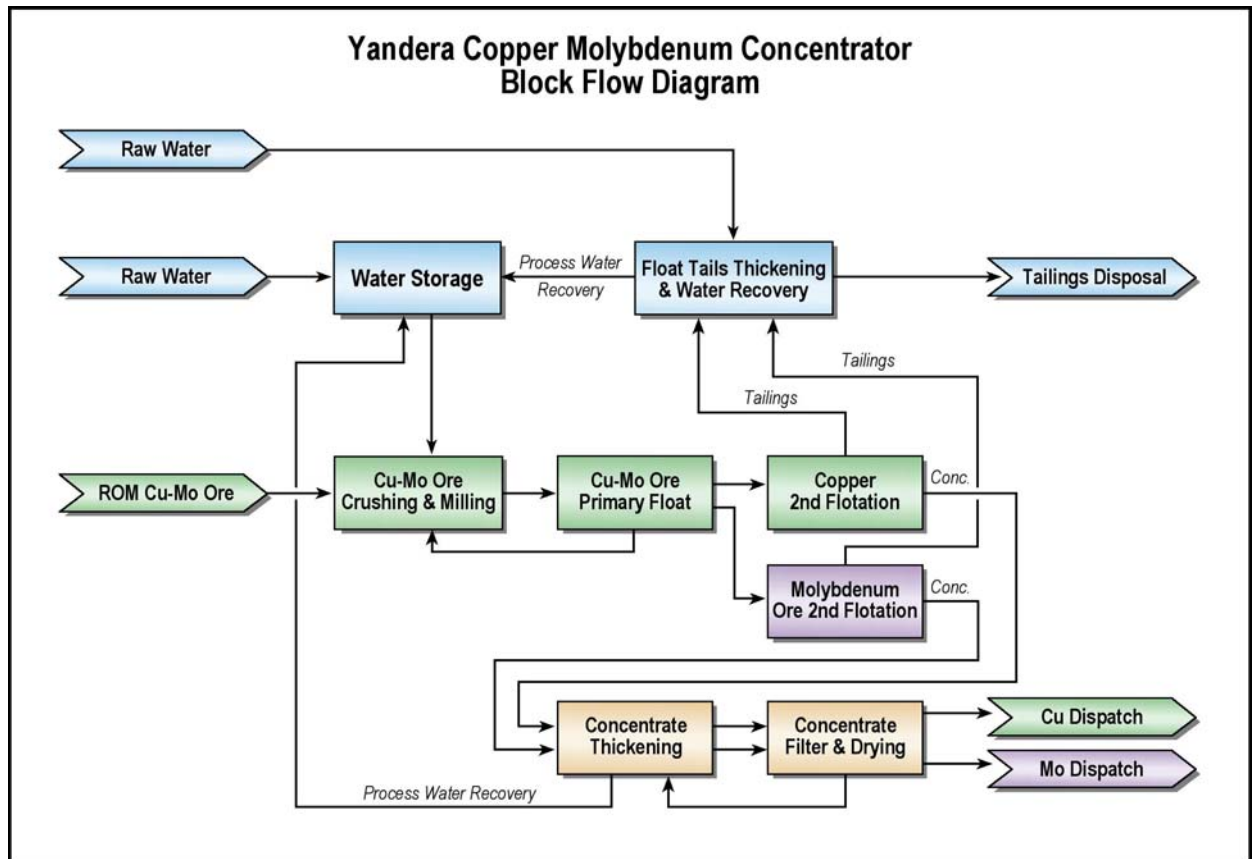 Yandera Copper Molybdenum Concentrator
Block Flow Diagram
Raw Water
Raw Water
Water Storage
Process Water
Recovery
Float Tails Thickening
& Water Recovery
Tailings Disposal
Tailings
Tailings
ROM Cu-Mo Ore
Cu-Mo Ore
Crushing & Milling
Cu-Mo Ore
Primary Float
Copper
2nd Flotation
Conc.
Molybdenum
Ore 2nd Flotation
Conc.
Concentrate
Thickening
Concentrate
Filter & Drying
Cu Dispatch
Mo Dispatch
Process Water Recovery